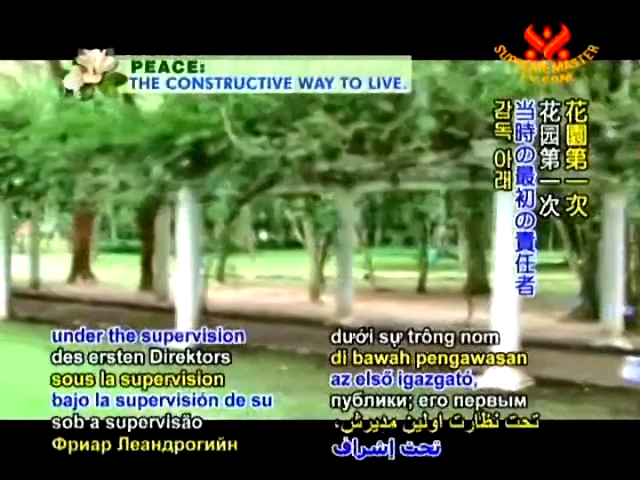 PEACE:
THE CONSTRUCTIVE WAY TO LIVE.
SUPREME MASTER
花園第一次
花园第一次
当時の最初の責任者
감독 아래
under the supervision
des ersten Direktors
sous la supervision
bajo la supervisión de su
sob a supervisão
Фриар Леандрогийн
dưới sự trông nom
di bawah pengawasan
az első igazgató,
публики; его первым
تحت نظارت اولین مدیرش،
تحت إشراف